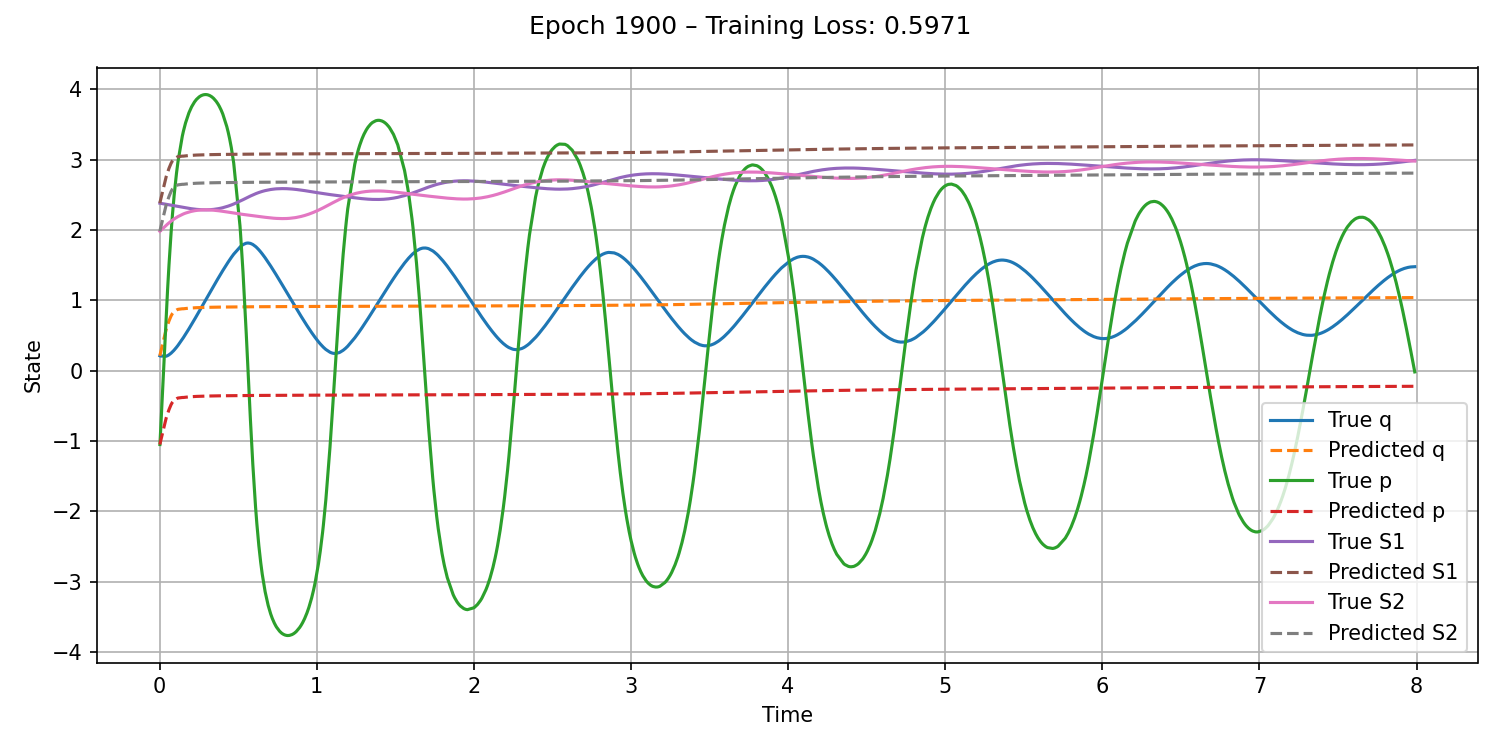 Epoch 1900 – Training Loss: 0.5971
State
4
3
2
1
0
−1
−2
−3
−4
0 1 2 3 4 5 6 7 8
Time
True q
Predicted q
True p
Predicted p
True S1
Predicted S1
True S2
Predicted S2